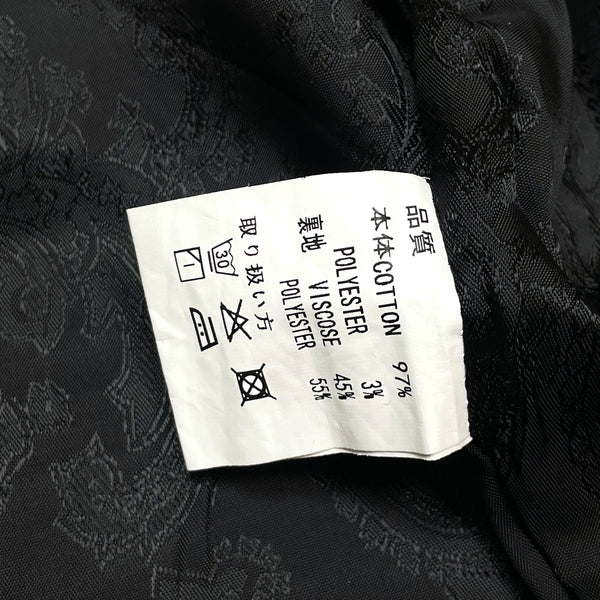 品質
本体COTTON 97%
POLYESTER 3%
裏地 VISCOSE 45%
POLYESTER 55%
取り扱い方
30